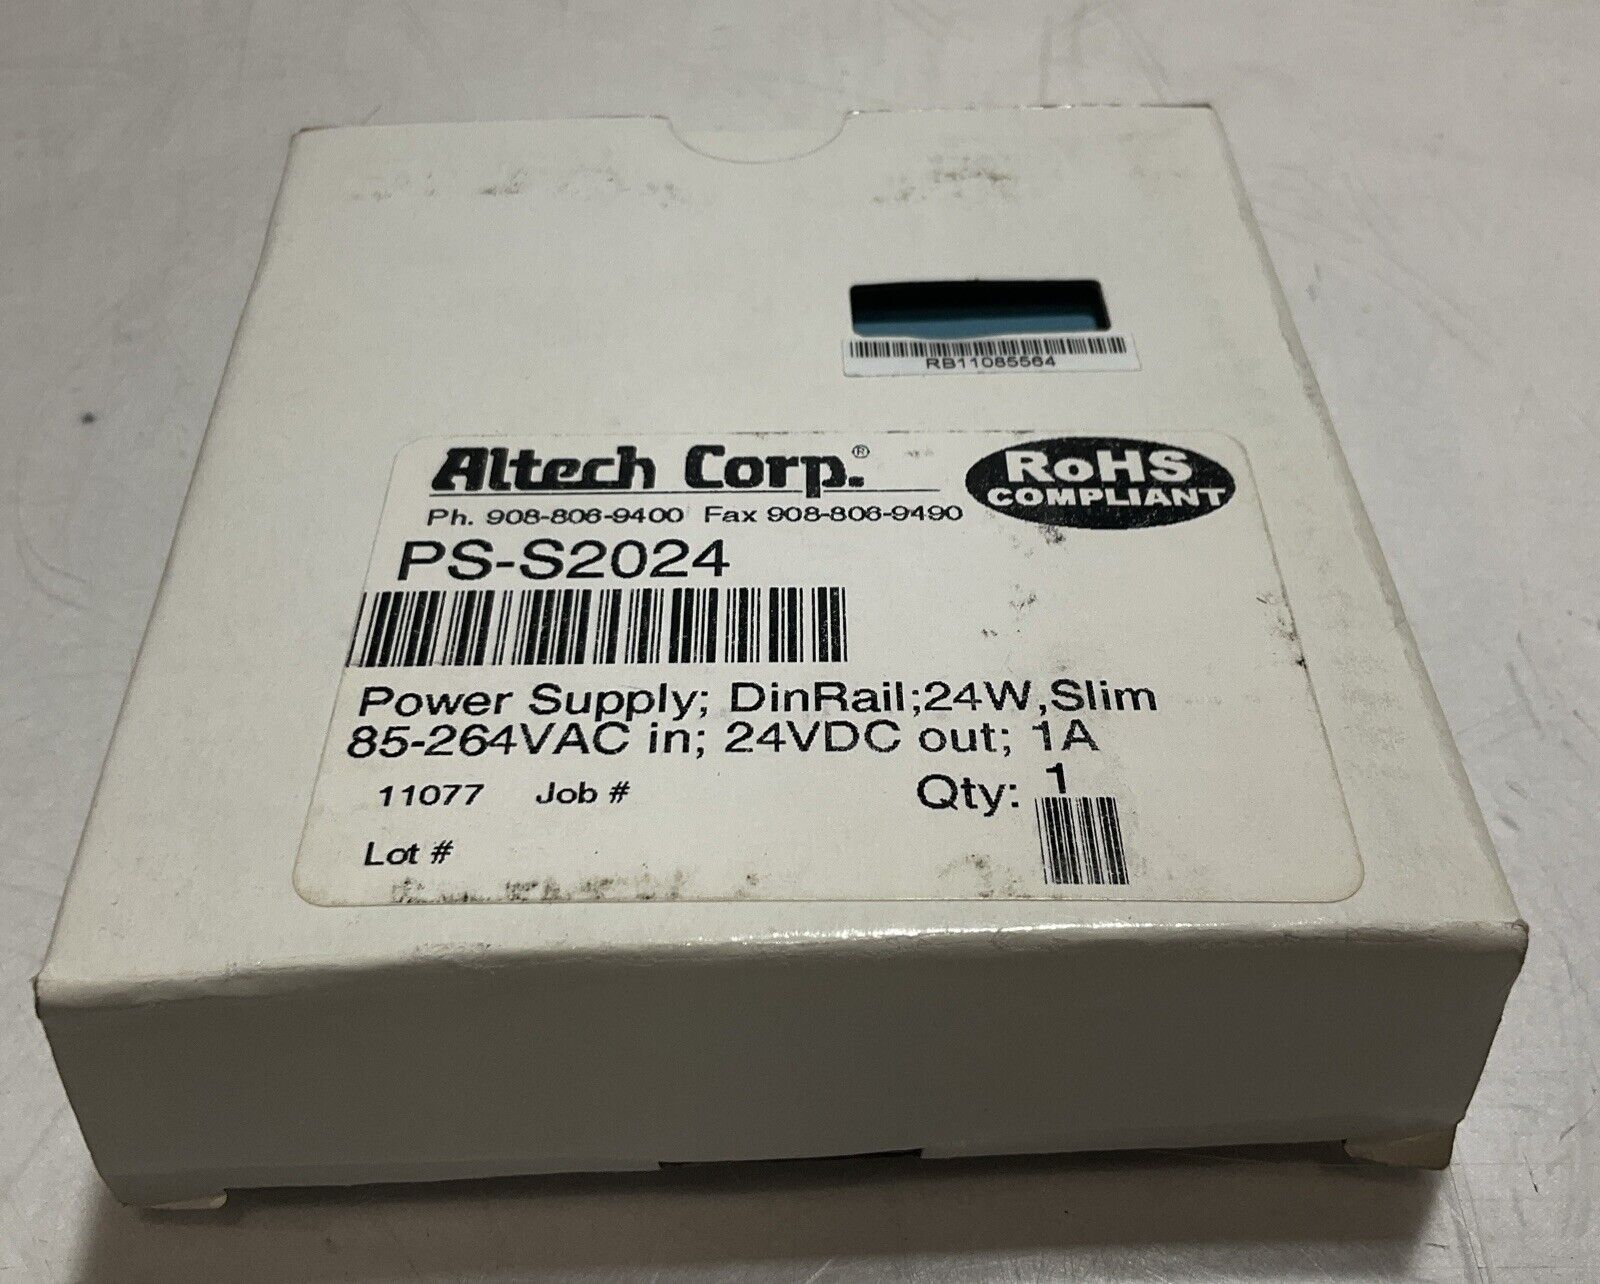 RB11085564
Altech Corp.®
RoHS
COMPLIANT
Ph. 908-806-9400 Fax 908-806-9490
PS-S2024
Power Supply; DinRail;24W,Slim
85-264VAC in; 24VDC out; 1A
11077 Job # Qty: 1
Lot #